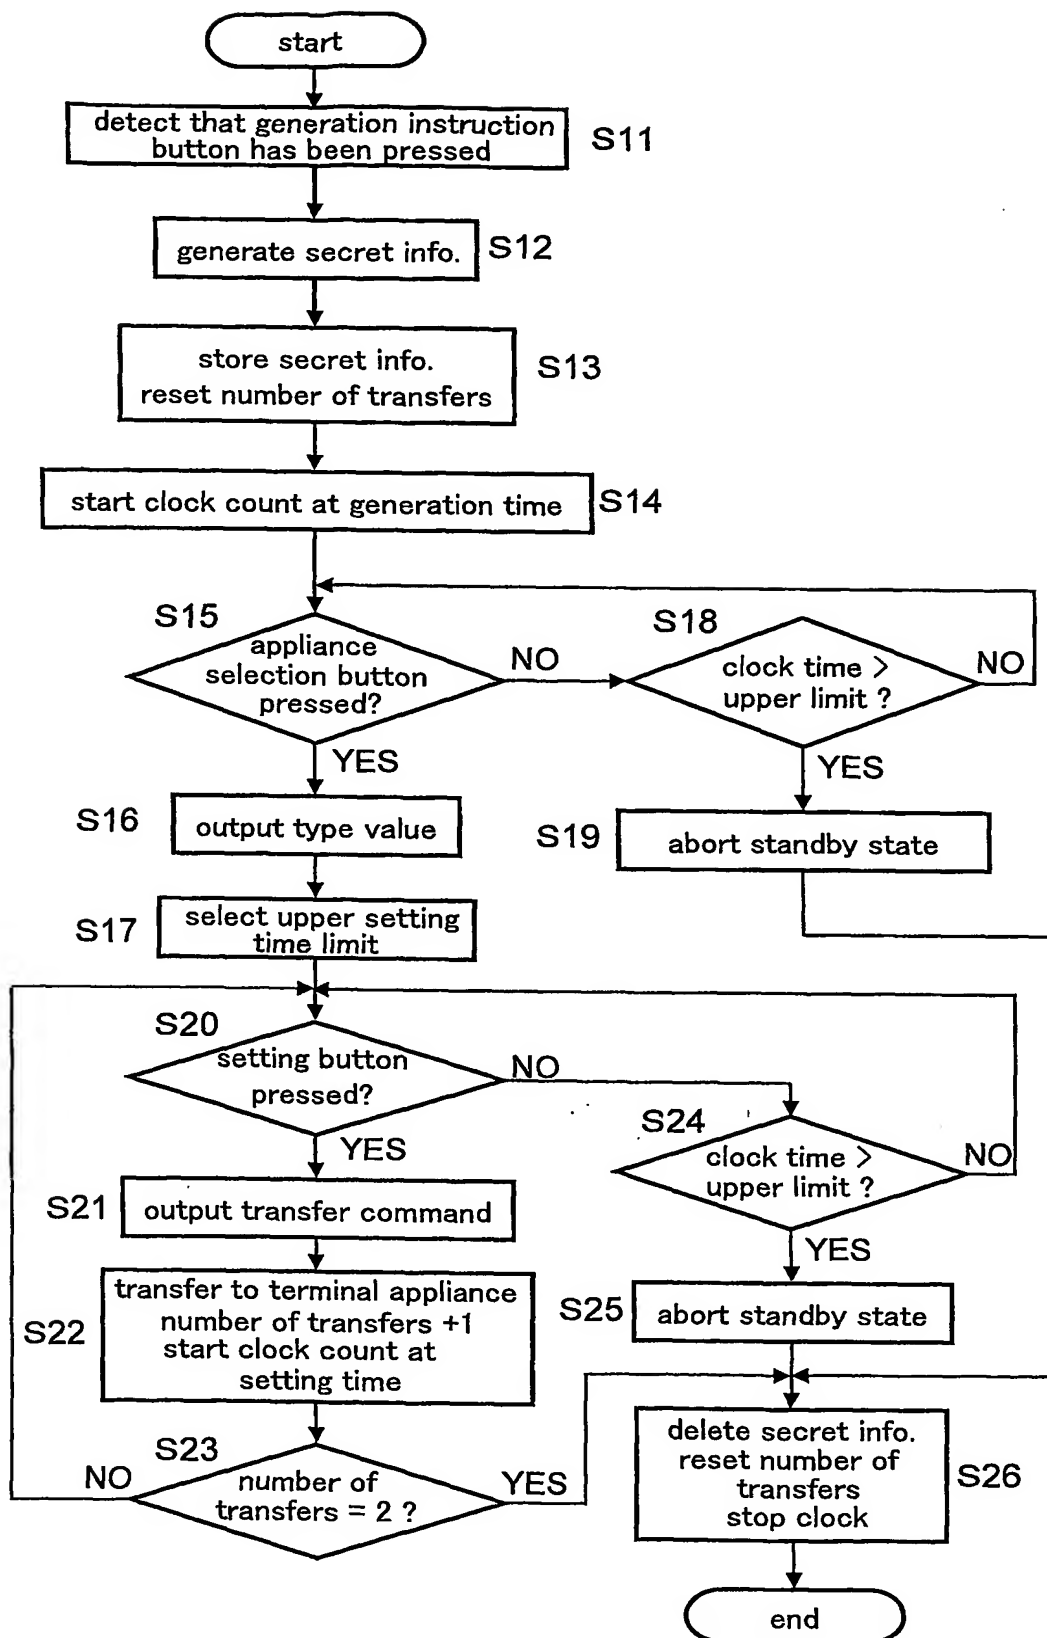 start
detect that generation instruction
button has been pressed
S11
generate secret info.
S12
store secret info.
reset number of transfers
S13
start clock count at generation time
S14
S15
appliance
selection button
pressed?
NO
YES
S18
clock time >
upper limit ?
NO
YES
S16
output type value
S19
abort standby state
S17
select upper setting
time limit
S20
setting button
pressed?
NO
YES
S24
clock time >
upper limit ?
NO
YES
S21
output transfer command
S22
transfer to terminal appliance
number of transfers +1
start clock count at
setting time
S25
abort standby state
S23
number of
transfers = 2 ?
NO
YES
delete secret info.
reset number of
transfers
stop clock
S26
end